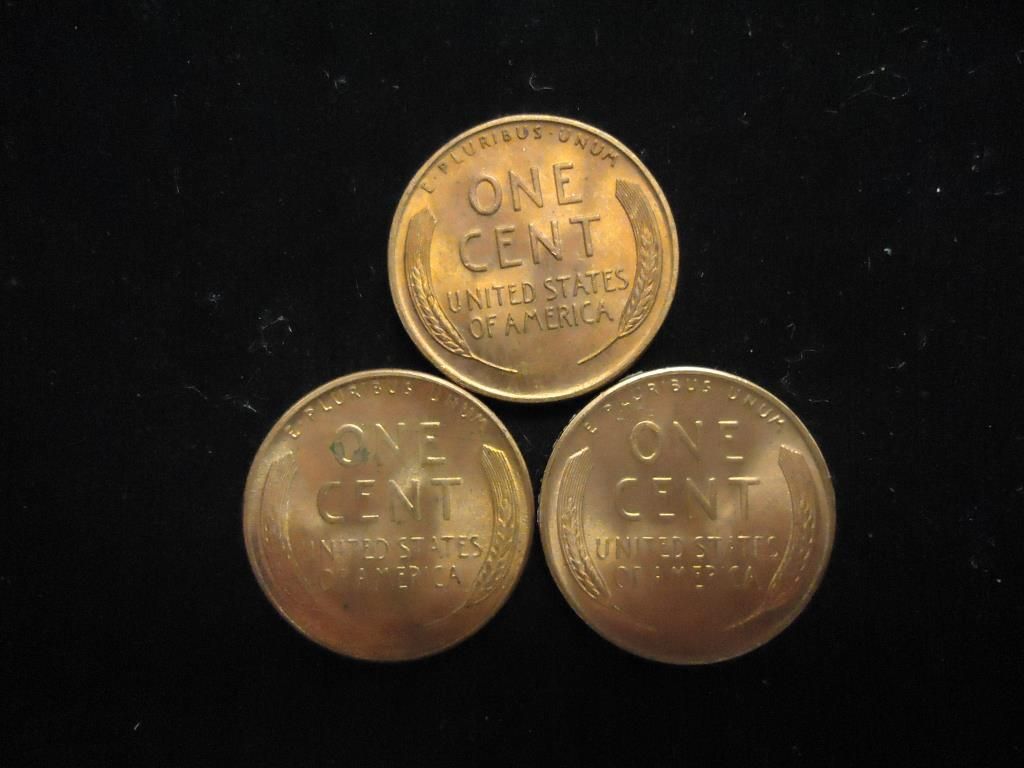 E·PLURIBUS·UNUM
ONE
CENT
UNITED STATES
OF AMERICA
E·PLURIBUS UNUM
ONE
CENT
UNITED STATES
OF AMERICA
E·PLURIBUS UNUM
ONE
CENT
UNITED STATES
OF AMERICA